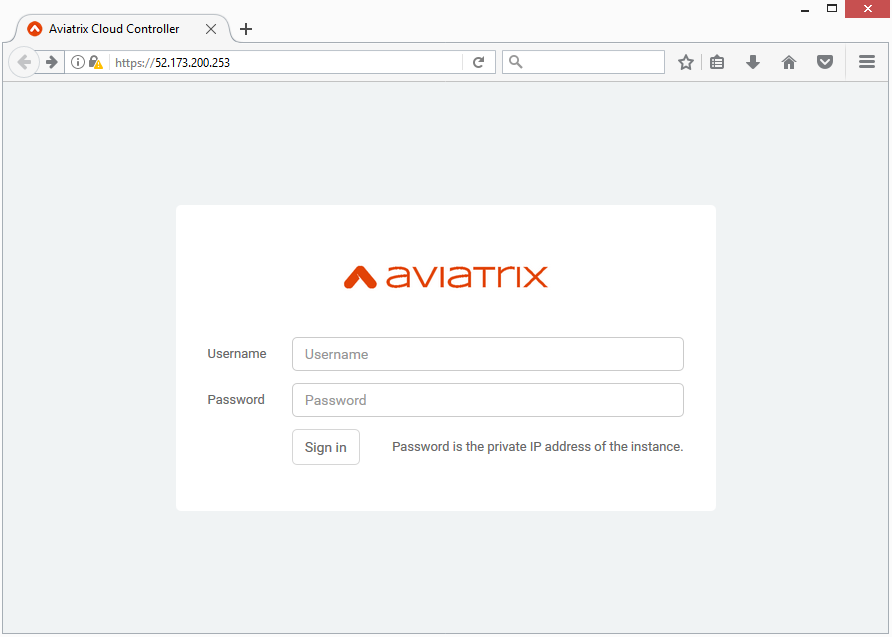 Aviatrix Cloud Controller
https://52.173.200.253
aviatrix
Username
Username
Password
Password
Sign in
Password is the private IP address of the instance.